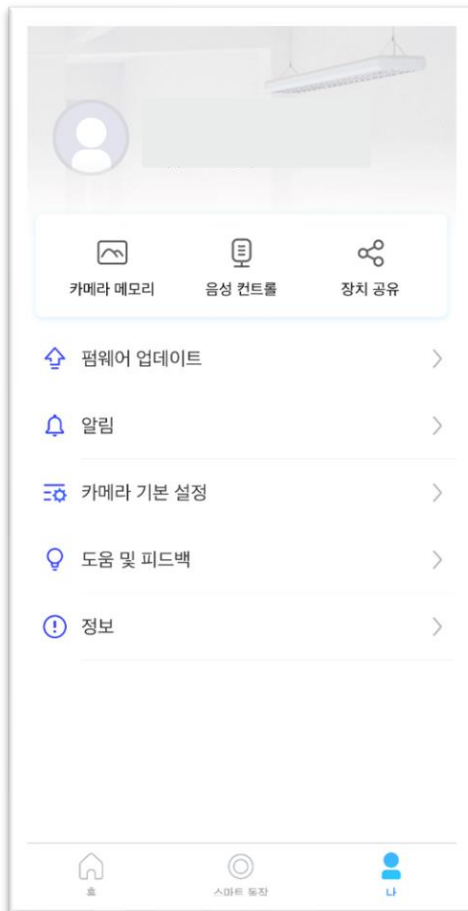 카메라 메모리
음성 컨트롤
장치 공유
펌웨어 업데이트
알림
카메라 기본 설정
도움 및 피드백
정보
홈
스마트 동작
나